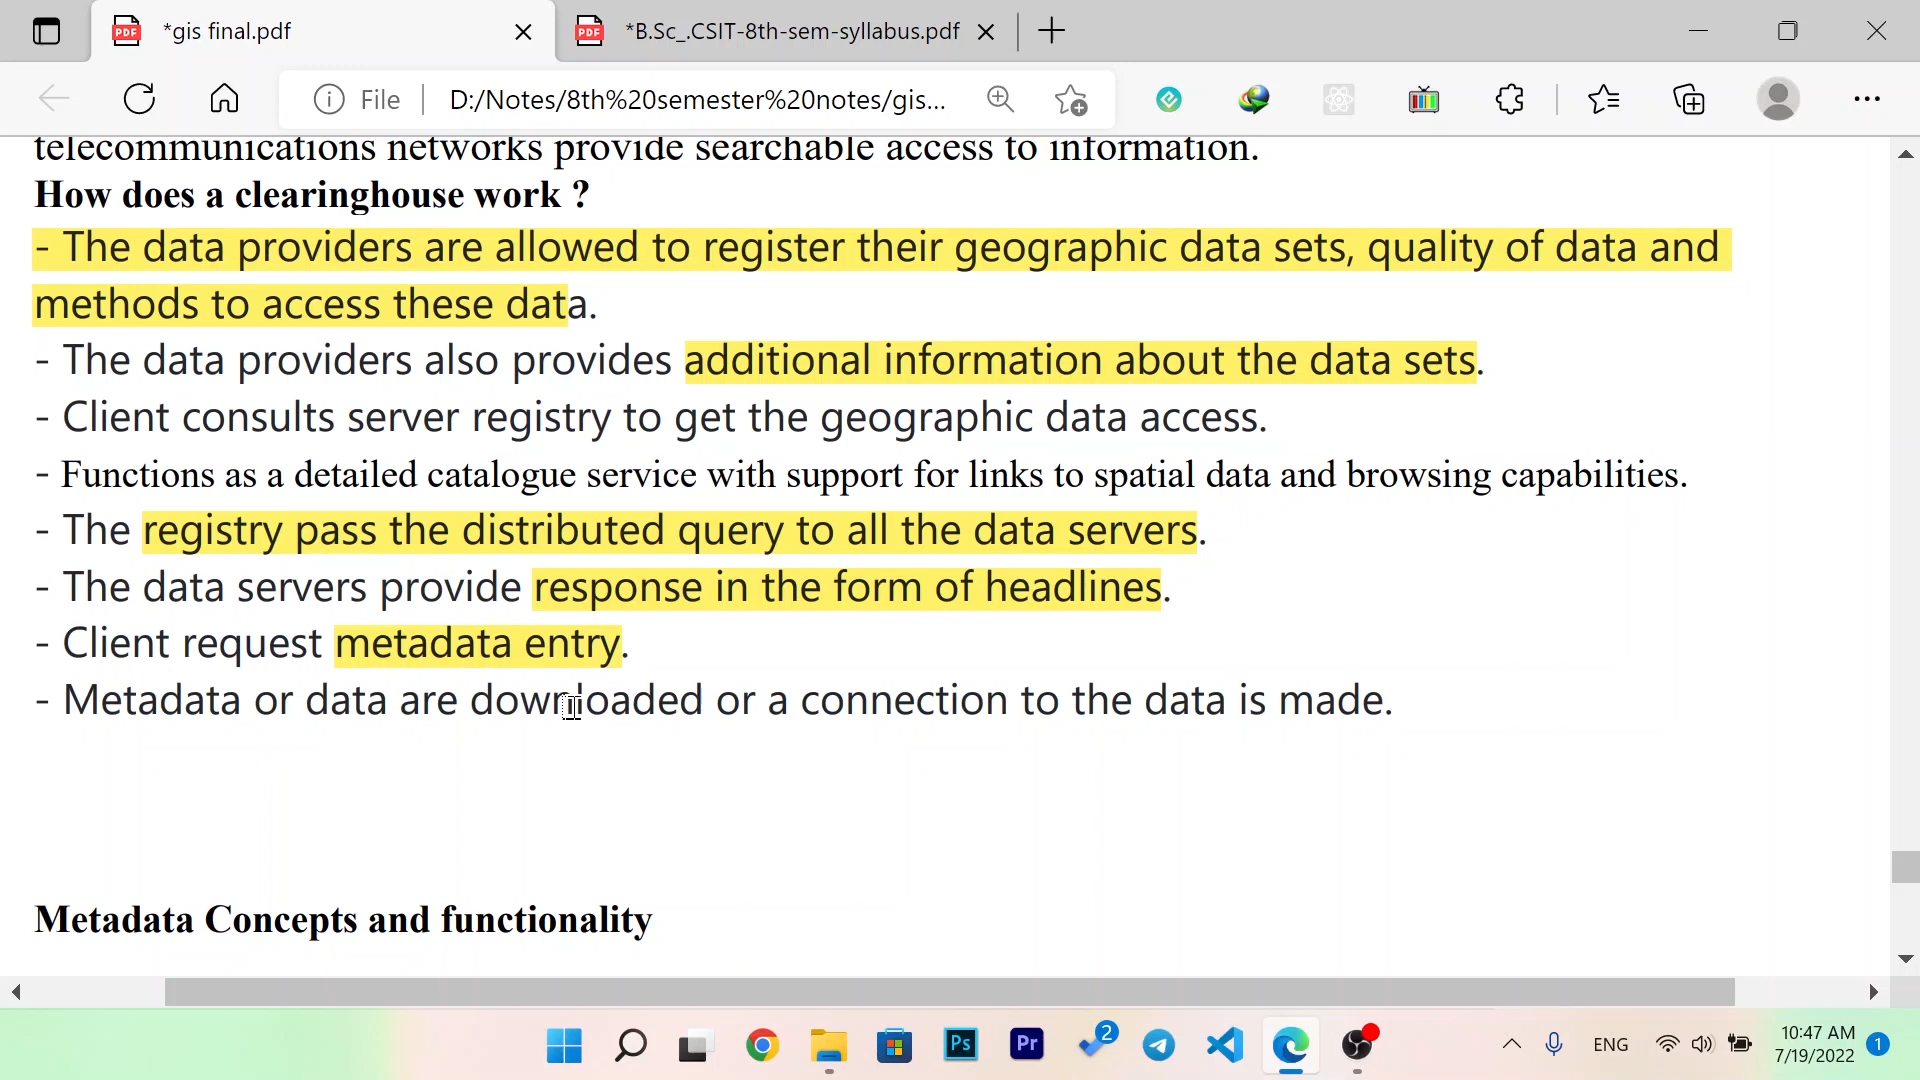 *gis final.pdf
*B.Sc_.CSIT-8th-sem-syllabus.pdf
File
D:/Notes/8th%20semester%20notes/gis...
telecommunications networks provide searchable access to information.
How does a clearinghouse work ?
- The data providers are allowed to register their geographic data sets, quality of data and
methods to access these data.
- The data providers also provides additional information about the data sets.
- Client consults server registry to get the geographic data access.
- Functions as a detailed catalogue service with support for links to spatial data and browsing capabilities.
- The registry pass the distributed query to all the data servers.
- The data servers provide response in the form of headlines.
- Client request metadata entry.
- Metadata or data are downloaded or a connection to the data is made.
Metadata Concepts and functionality
Ps
Pr
2
ENG
10:47 AM
7/19/2022
1